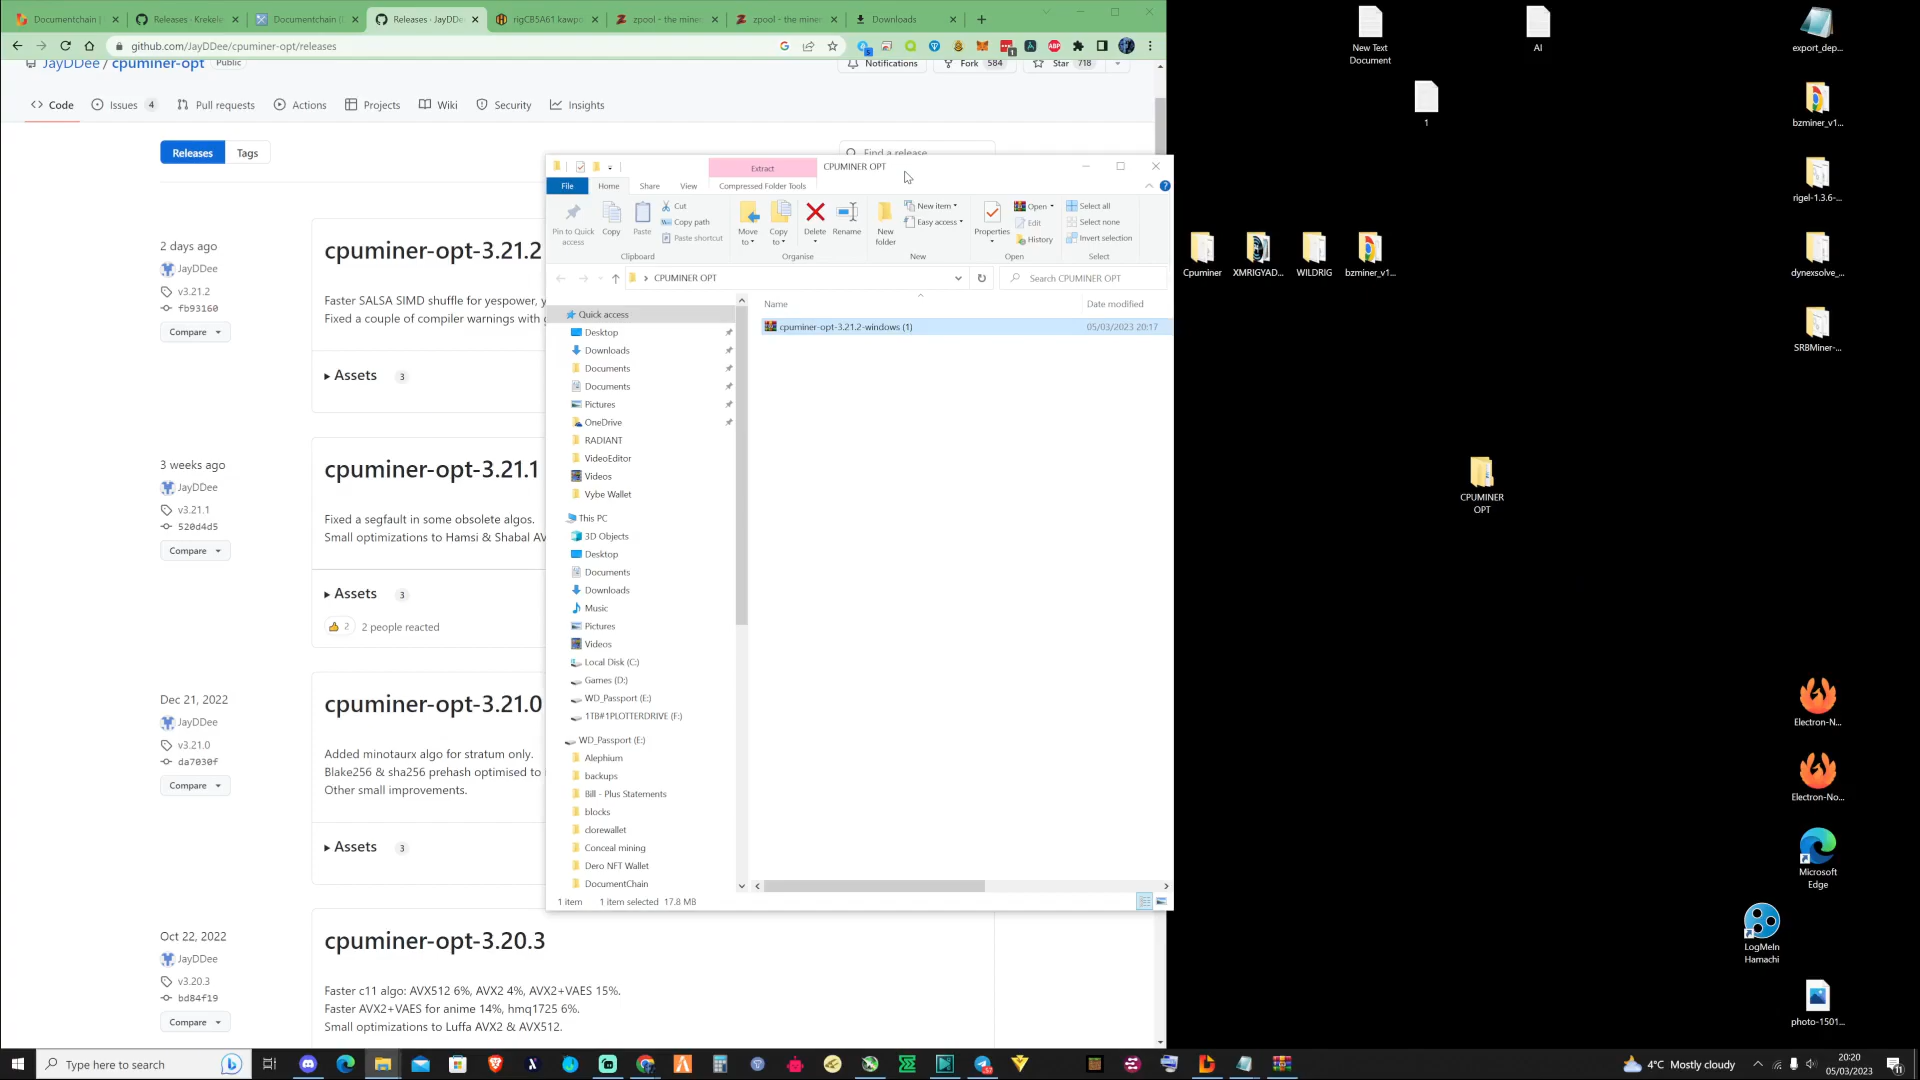 Documentchain |
Releases · Krekele
Documentchain (
Releases · JayDDe
rigCB5A61 kawpo
zpool - the mine
zpool - the mine
Downloads
github.com/JayDDee/cpuminer-opt/releases
JayDDee / cpuminer-opt Public
Notifications
Fork 584
Star 718
Code
Issues 4
Pull requests
Actions
Projects
Wiki
Security
Insights
Releases
Tags
Find a release
2 days ago
JayDDee
v3.21.2
fb93160
Compare
cpuminer-opt-3.21.2
Faster SALSA SIMD shuffle for yespower, y
Fixed a couple of compiler warnings with g
Assets 3
3 weeks ago
JayDDee
v3.21.1
520d4d5
Compare
cpuminer-opt-3.21.1
Fixed a segfault in some obsolete algos.
Small optimizations to Hamsi & Shabal AV
Assets 3
2
2 people reacted
Dec 21, 2022
JayDDee
v3.21.0
da7030f
Compare
cpuminer-opt-3.21.0
Added minotaurx algo for stratum only.
Blake256 & sha256 prehash optimised to
Other small improvements.
Assets 3
Oct 22, 2022
JayDDee
v3.20.3
bd84f19
Compare
cpuminer-opt-3.20.3
Faster c11 algo: AVX512 6%, AVX2 4%, AVX2+VAES 15%.
Faster AVX2+VAES for anime 14%, hmq1725 6%.
Small optimizations to Luffa AVX2 & AVX512.
Extract
CPUMINER OPT
File
Home
Share
View
Compressed Folder Tools
Pin to Quick access
Copy
Paste
Cut
Copy path
Paste shortcut
Clipboard
Move to
Copy to
Delete
Rename
Organise
New folder
New item
Easy access
New
Properties
Open
Edit
History
Open
Select all
Select none
Invert selection
Select
CPUMINER OPT
Search CPUMINER OPT
Name
Date modified
cpuminer-opt-3.21.2-windows (1)
05/03/2023 20:17
Quick access
Desktop
Downloads
Documents
Documents
Pictures
OneDrive
RADIANT
VideoEditor
Videos
Vybe Wallet
This PC
3D Objects
Desktop
Documents
Downloads
Music
Pictures
Videos
Local Disk (C:)
Games (D:)
WD_Passport (E:)
1TB#1PLOTTERDRIVE (F:)
WD_Passport (E:)
Alephium
backups
Bill - Plus Statements
blocks
clorewallet
Conceal mining
Dero NFT Wallet
DocumentChain
1 item
1 item selected 17.8 MB
New Text Document
AI
export_dep...
1
bzminer_v1...
rigel-1.3.6-...
Cpuminer
XMRIGYAD...
WILDRIG
bzminer_v1...
dynexsolve_...
SRBMiner-...
CPUMINER OPT
Electron-N...
Electron-No...
Microsoft Edge
LogMeIn Hamachi
photo-1501...
Type here to search
4°C Mostly cloudy
20:20
05/03/2023